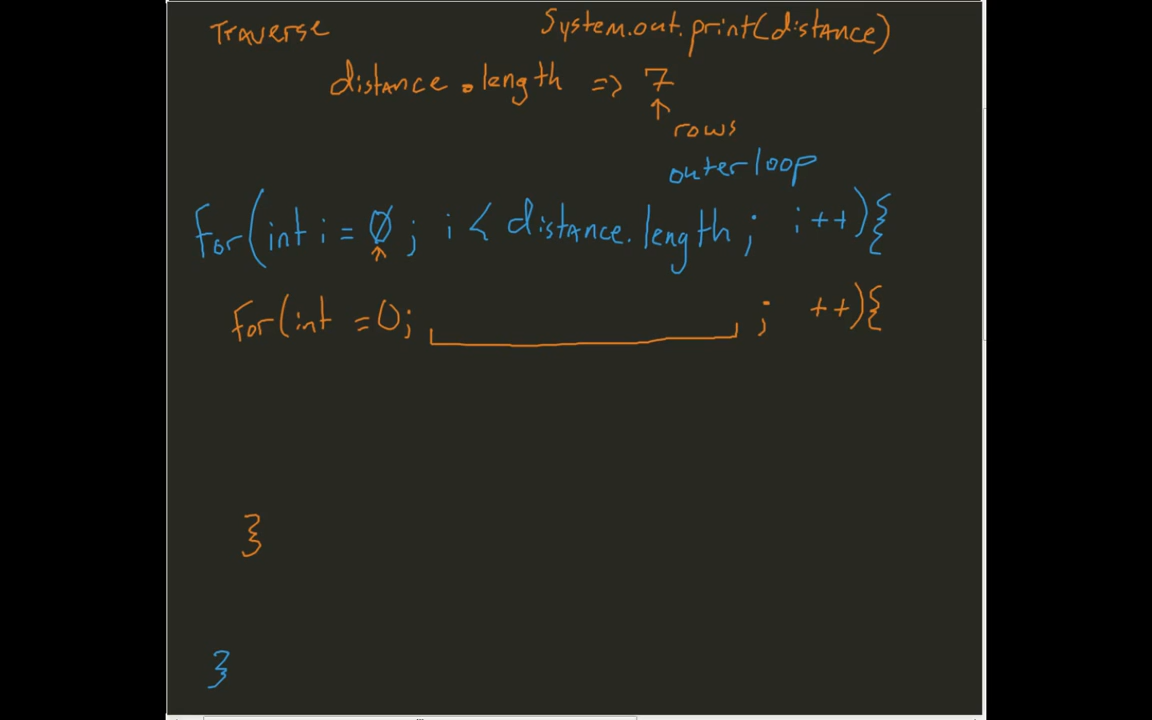 Traverse System.out.print(distance)
distance.length => 7
↑
rows
outer loop
for(int i = 0; i < distance.length; i++){
↑
for(int =0; ; ++){
}
}